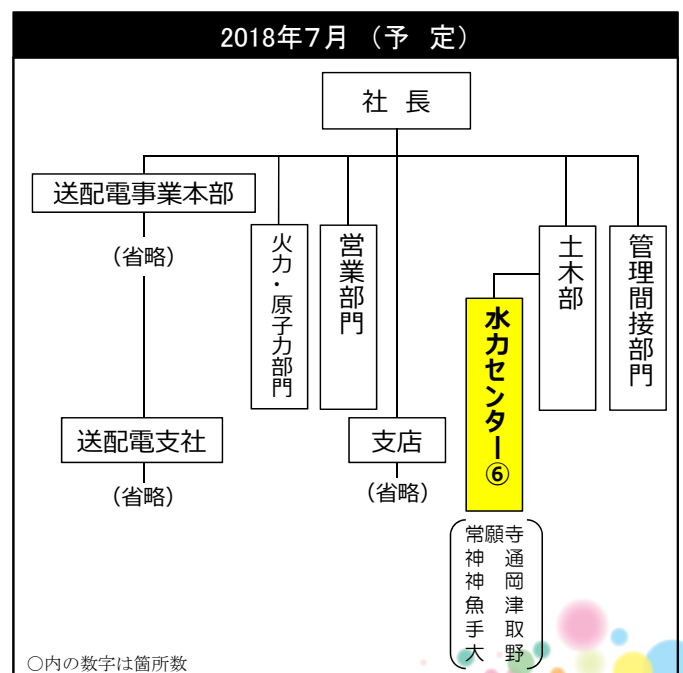 2018年7月 (予 定)
社 長
送配電事業本部
(省略)
火力・原子力部門
営業部門
土木部
管理間接部門
水力センター⑥
送配電支社
(省略)
支店
(省略)
常願寺
神 通
神 岡
魚 津
手 取
大 野
○内の数字は箇所数